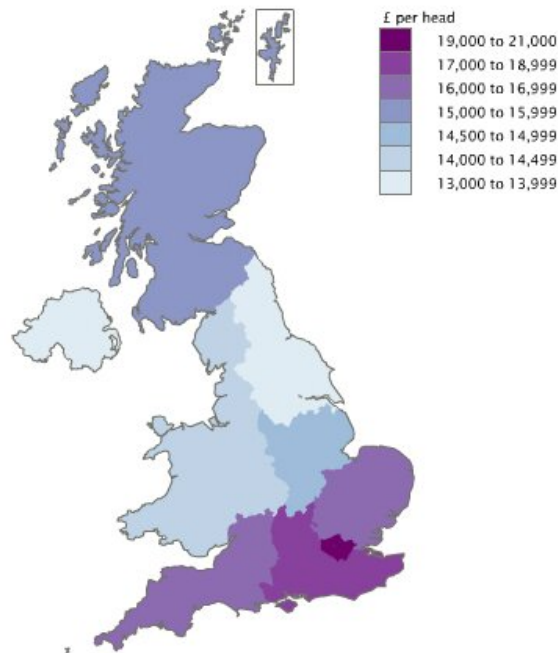 £ per head
19,000 to 21,000
17,000 to 18,999
16,000 to 16,999
15,000 to 15,999
14,500 to 14,999
14,000 to 14,499
13,000 to 13,999